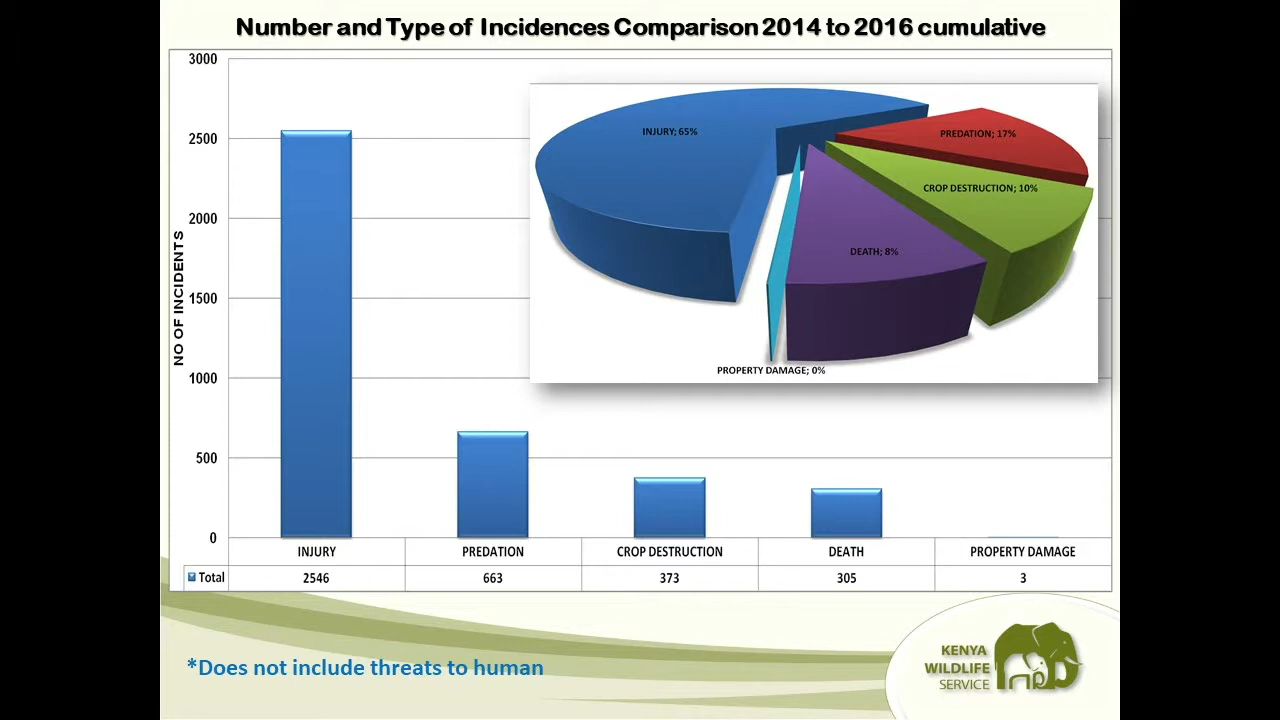 Number and Type of Incidences Comparison 2014 to 2016 cumulative
NO OF INCIDENTS
3000
2500
2000
1500
1000
500
0
INJURY; 65%
PREDATION; 17%
CROP DESTRUCTION; 10%
DEATH; 8%
PROPERTY DAMAGE; 0%
INJURY PREDATION CROP DESTRUCTION DEATH PROPERTY DAMAGE
Total 2546 663 373 305 3
*Does not include threats to human
KENYA
WILDLIFE
SERVICE